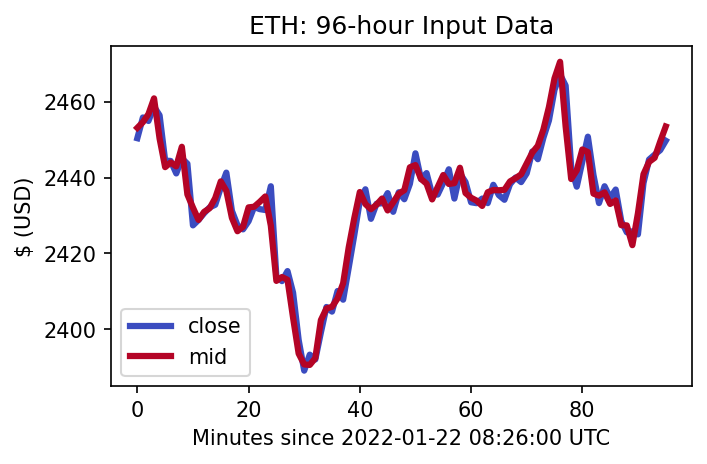 ETH: 96-hour Input Data
$ (USD)
2460
2440
2420
2400
close
mid
0
20
40
60
80
Minutes since 2022-01-22 08:26:00 UTC